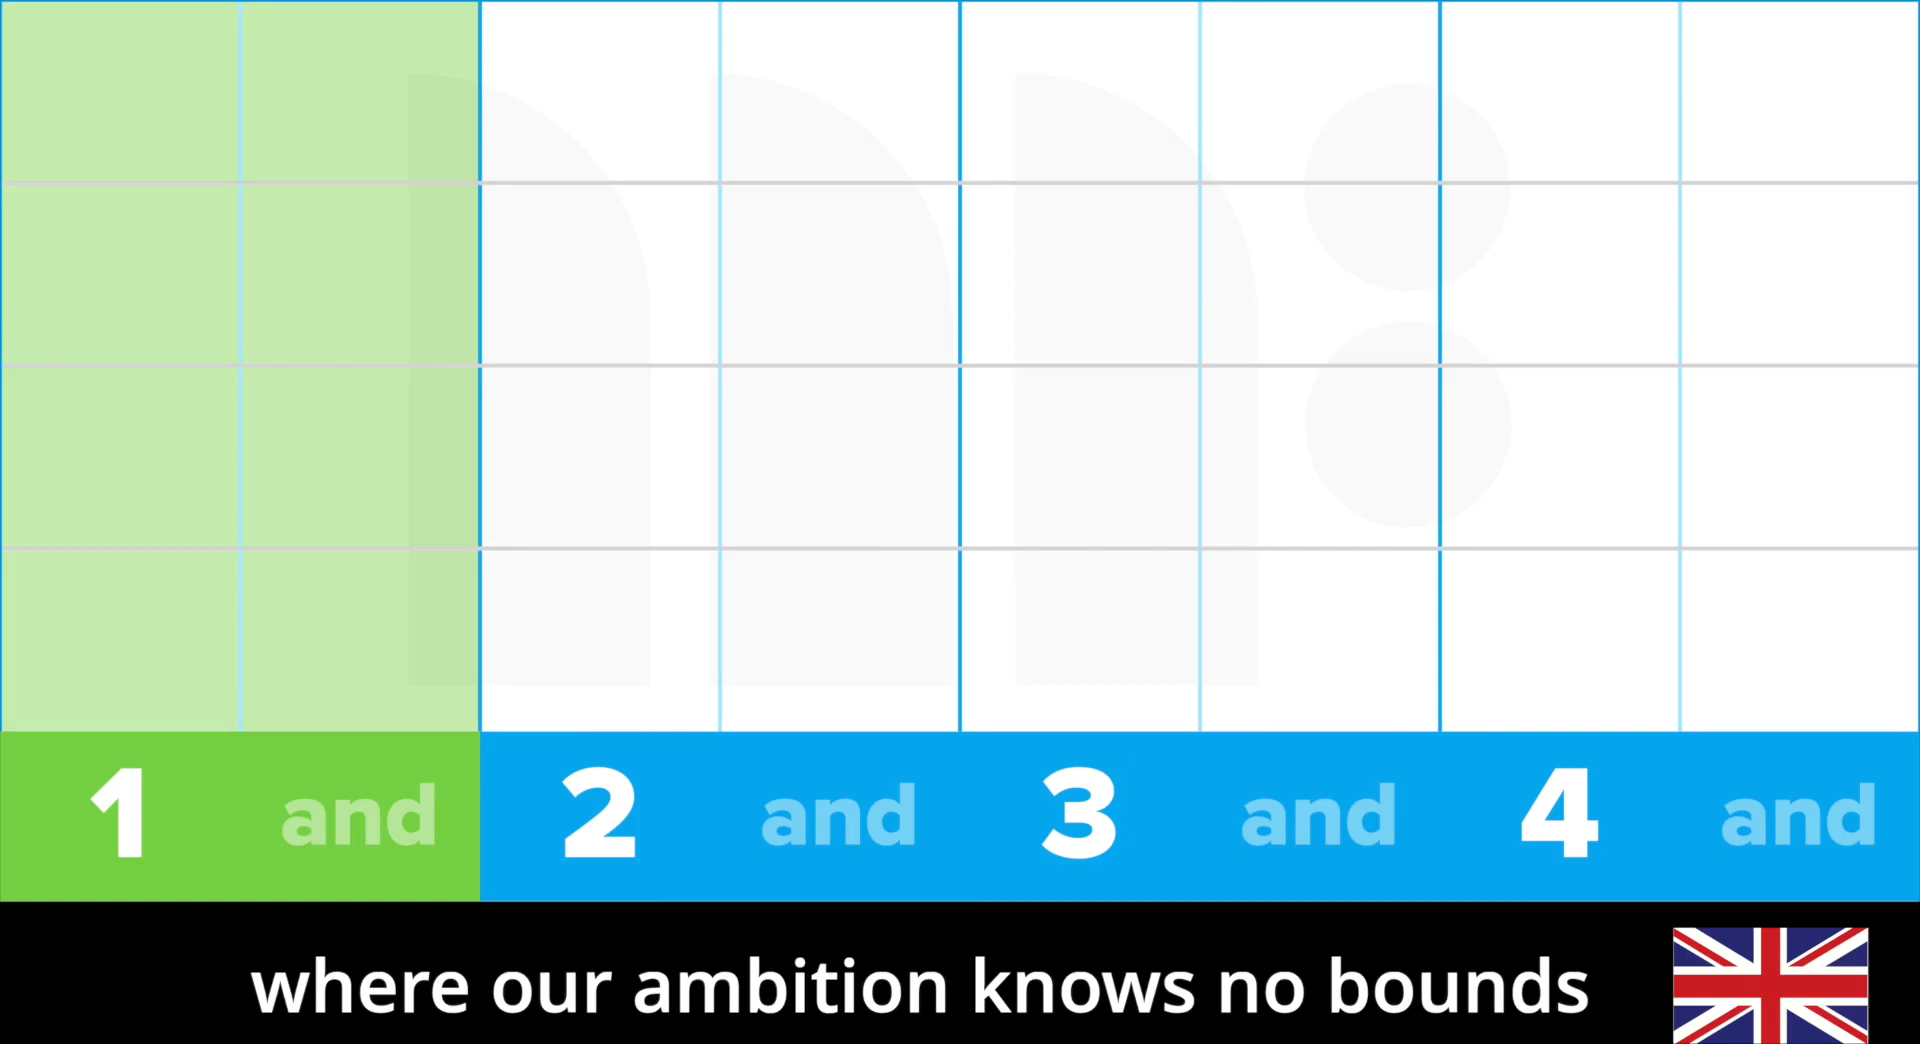 1 and 2 and 3 and 4 and
where our ambition knows no bounds